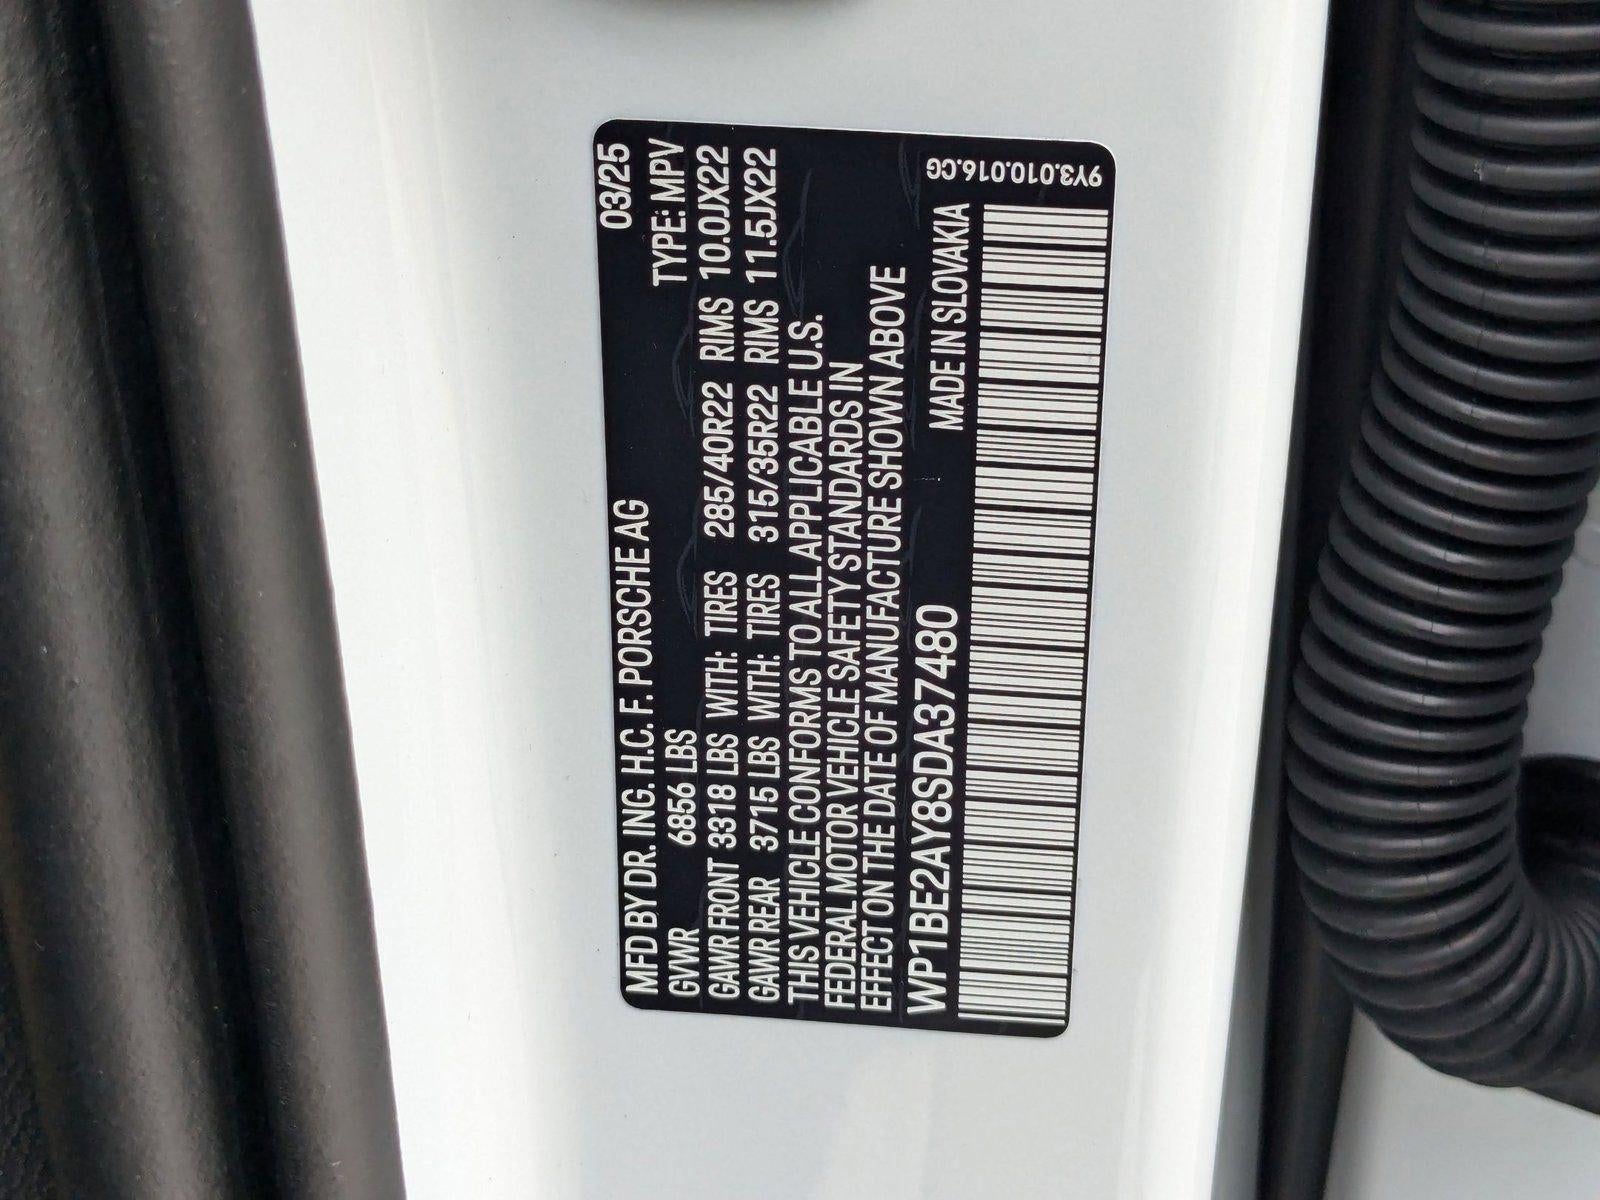 MFD BY DR. ING. H.C. F. PORSCHE AG 03/25
GVWR 6856 LBS TYPE: MPV
GAWR FRONT 3318 LBS WITH: TIRES 285/40R22 RIMS 10.0JX22
GAWR REAR 3715 LBS WITH: TIRES 315/35R22 RIMS 11.5JX22
THIS VEHICLE CONFORMS TO ALL APPLICABLE U.S.
FEDERAL MOTOR VEHICLE SAFETY STANDARDS IN
EFFECT ON THE DATE OF MANUFACTURE SHOWN ABOVE
WP1BE2AY8SDA37480 MADE IN SLOVAKIA
9Y3.010.016.CG